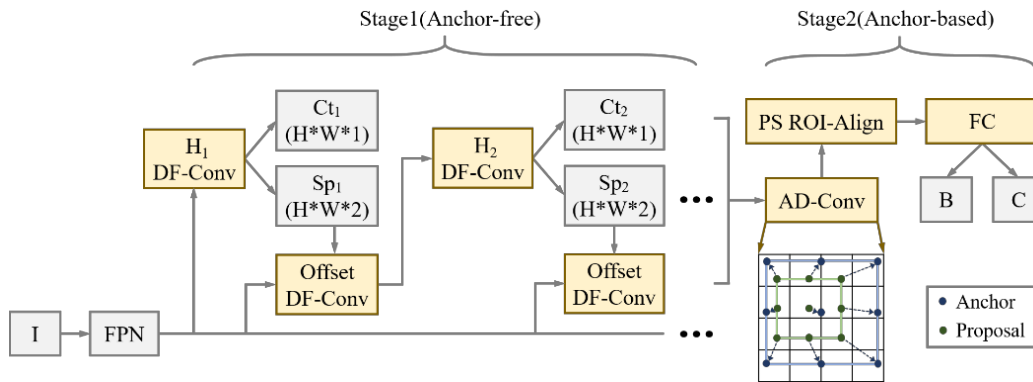 Stage1(Anchor-free)
Stage2(Anchor-based)
Ct₁
(H*W*1)
Ct₂
(H*W*1)
H₁
DF-Conv
H₂
DF-Conv
PS ROI-Align
FC
Sp₁
(H*W*2)
Sp₂
(H*W*2)
•••
AD-Conv
B
C
Offset
DF-Conv
Offset
DF-Conv
I
FPN
•••
Anchor
Proposal